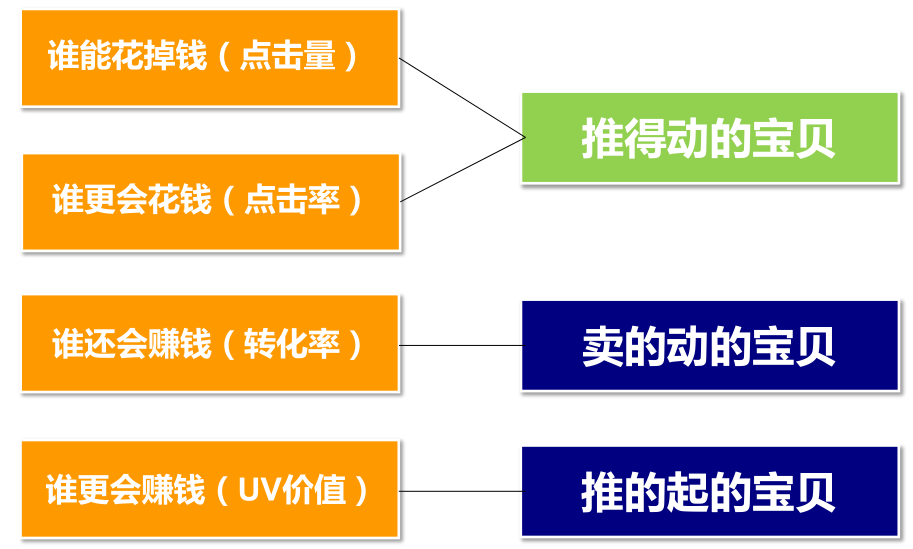 谁能花掉钱（点击量）
谁更会花钱（点击率）
推得动的宝贝
谁还会赚钱（转化率）
卖的动的宝贝
谁更会赚钱（UV价值）
推的起的宝贝